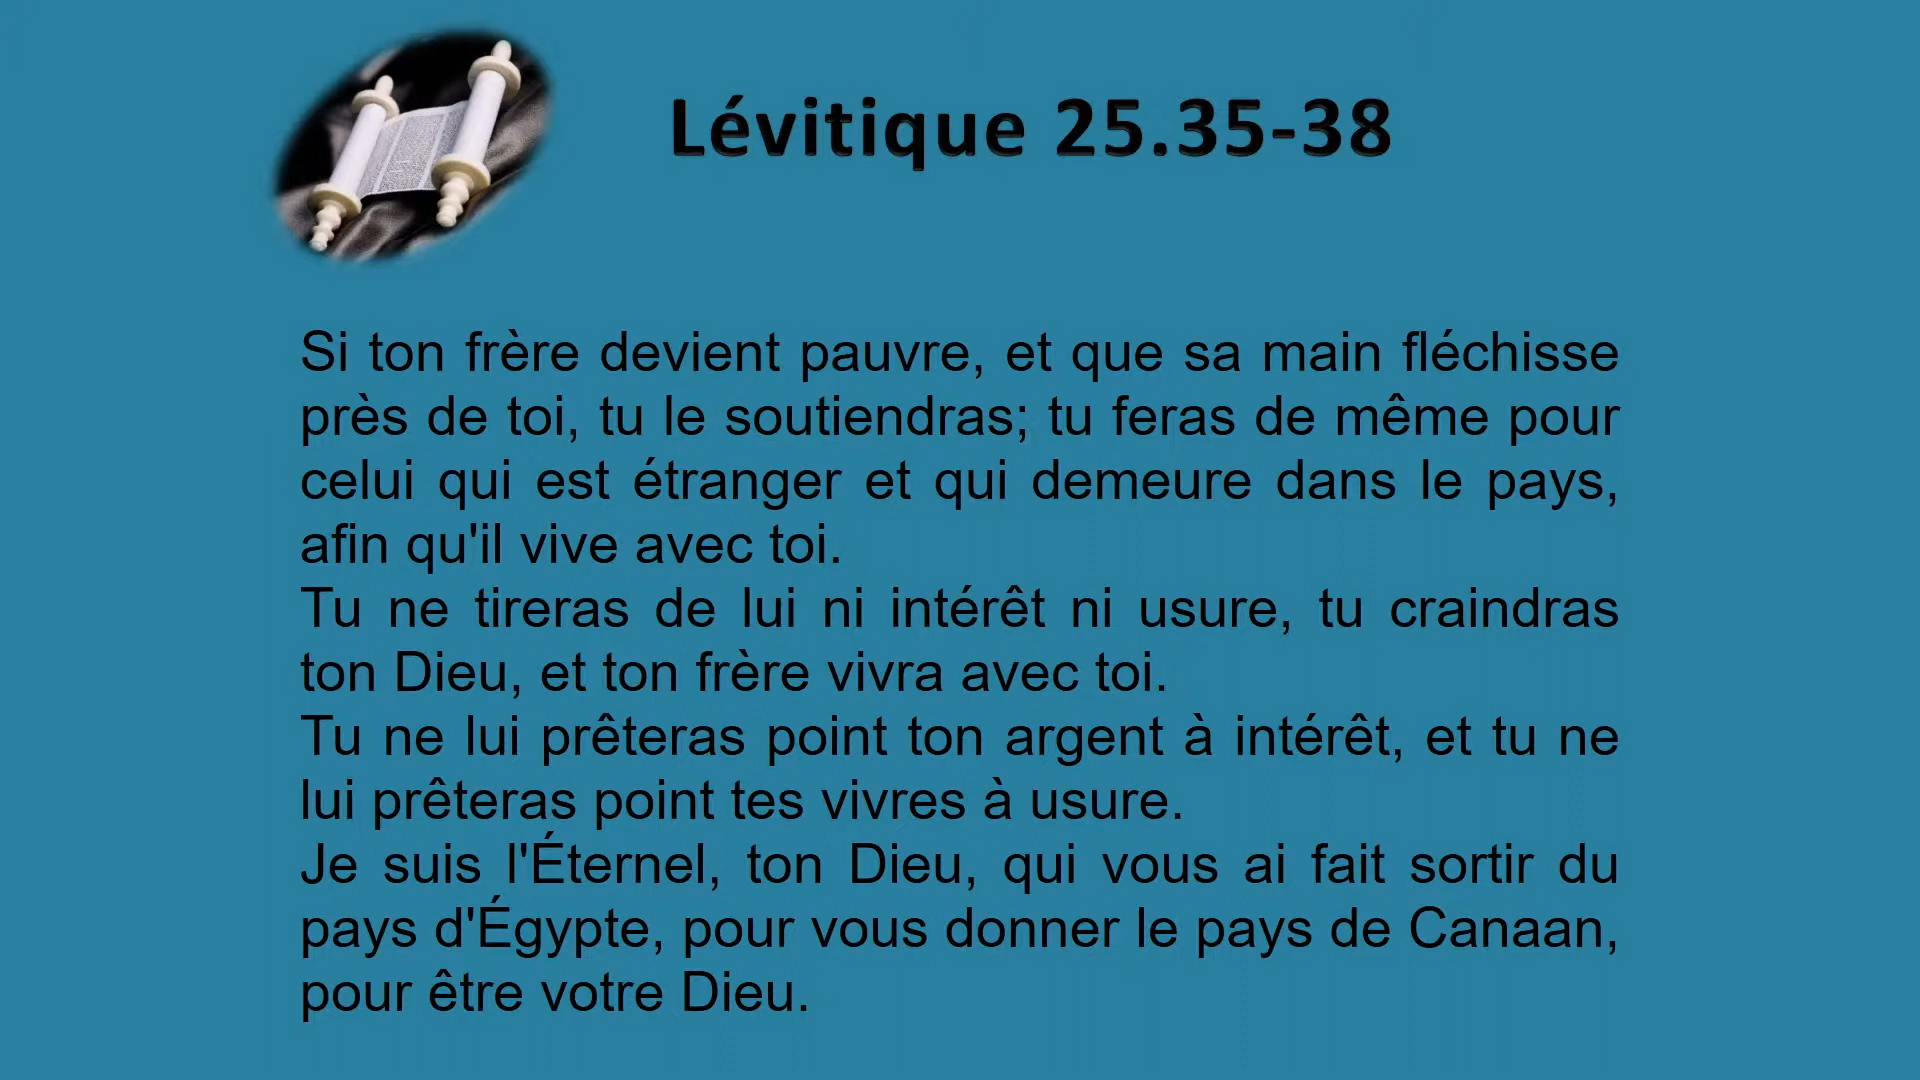 Lévitique 25.35-38
Si ton frère devient pauvre, et que sa main fléchisse
près de toi, tu le soutiendras; tu feras de même pour
celui qui est étranger et qui demeure dans le pays,
afin qu'il vive avec toi.
Tu ne tireras de lui ni intérêt ni usure, tu craindras
ton Dieu, et ton frère vivra avec toi.
Tu ne lui prêteras point ton argent à intérêt, et tu ne
lui prêteras point tes vivres à usure.
Je suis l'Éternel, ton Dieu, qui vous ai fait sortir du
pays d'Égypte, pour vous donner le pays de Canaan,
pour être votre Dieu.